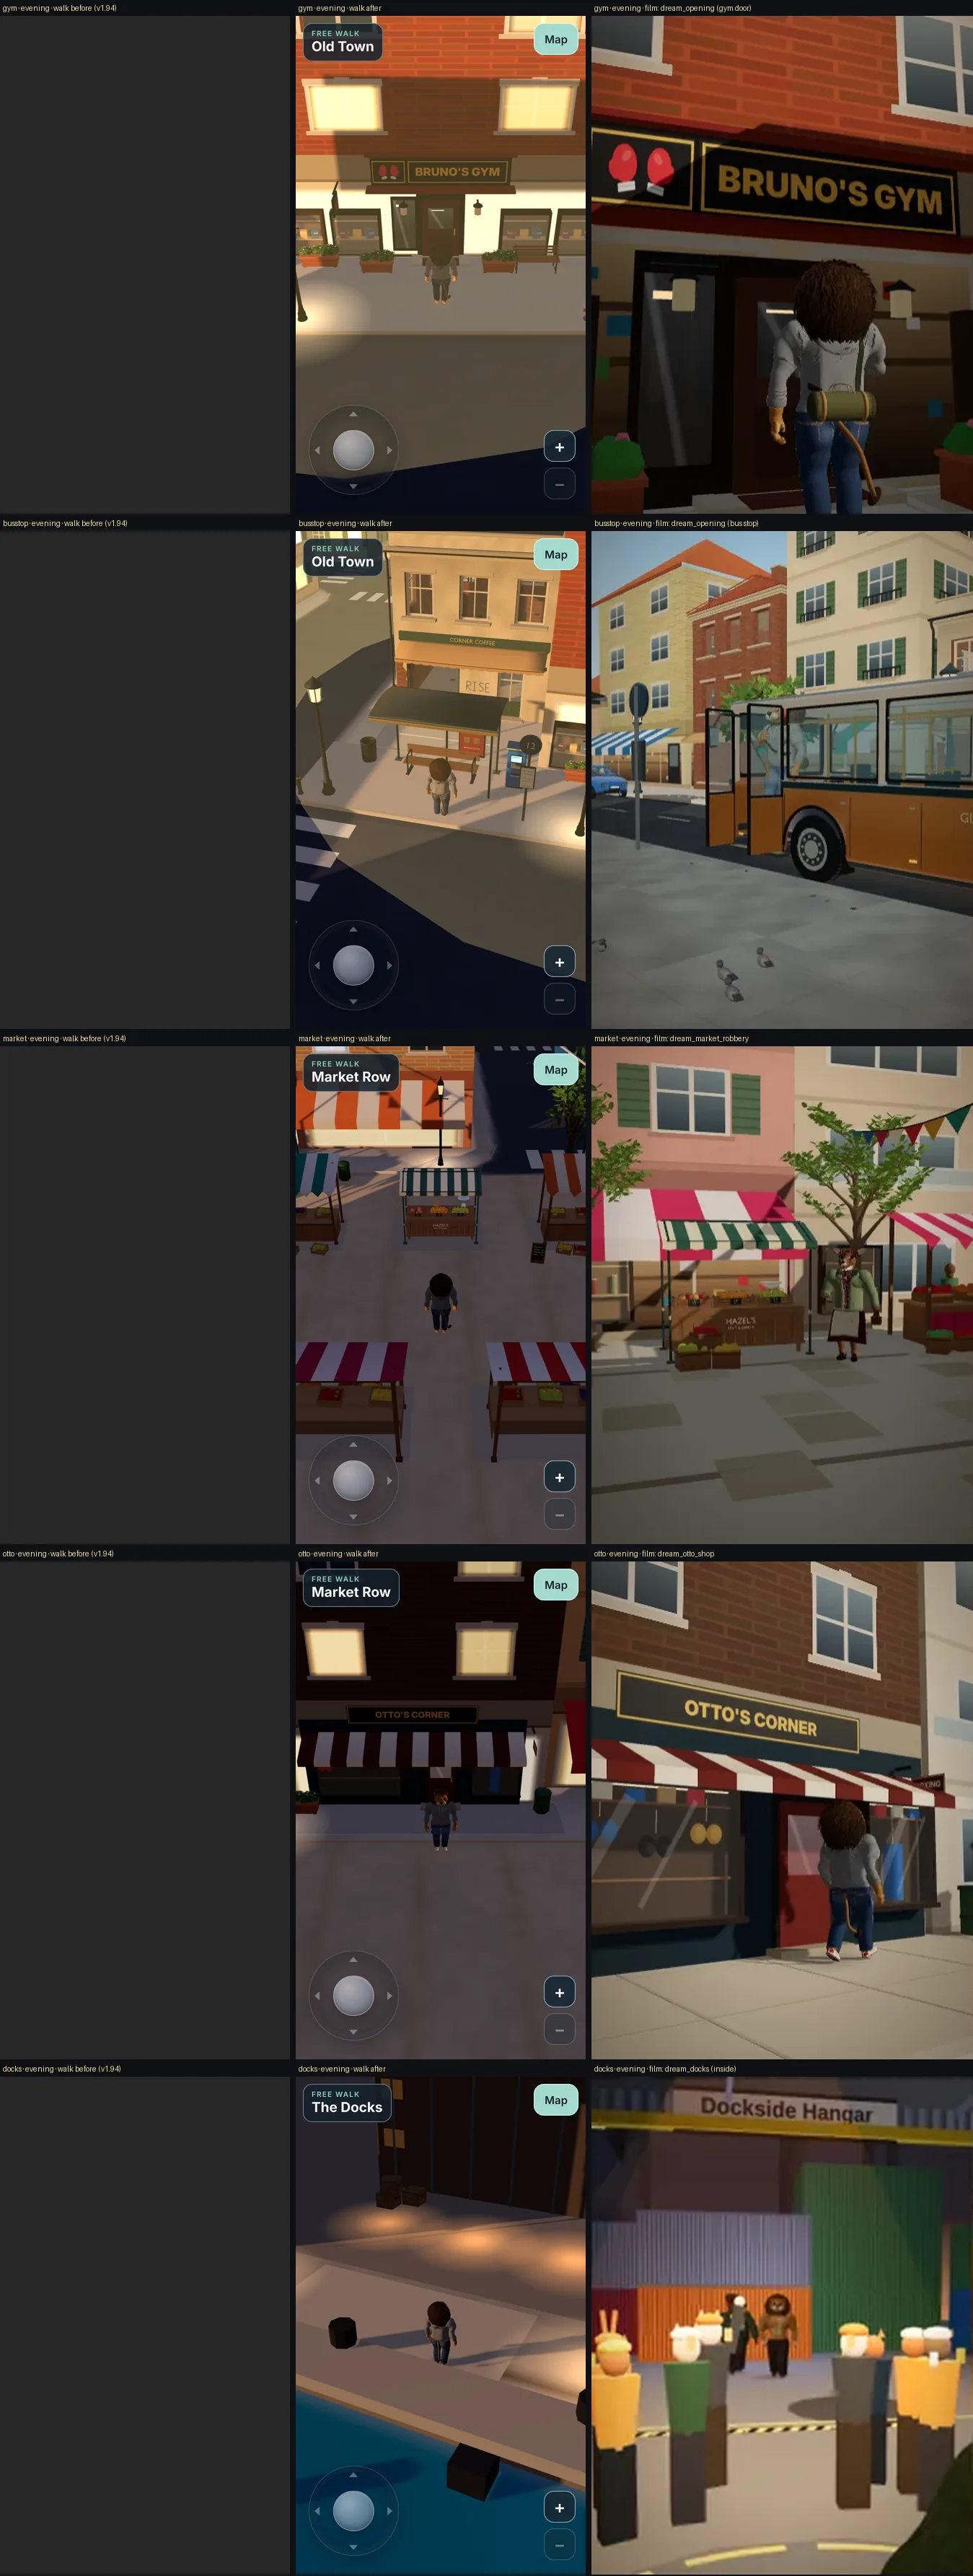 gym · evening · walk before (v1.94)
gym · evening · walk after
gym · evening · film: dream_opening (gym door)
FREE WALK
Old Town
Map
BRUNO'S GYM
BRUNO'S GYM
+
−
busstop · evening · walk before (v1.94)
busstop · evening · walk after
busstop · evening · film: dream_opening (bus stop)
FREE WALK
Old Town
Map
CORNER COFFEE
RISE
12
+
−
market · evening · walk before (v1.94)
market · evening · walk after
market · evening · film: dream_market_robbery
FREE WALK
Market Row
Map
HAZEL'S
HAZEL'S
+
−
otto · evening · walk before (v1.94)
otto · evening · walk after
otto · evening · film: dream_otto_shop
FREE WALK
Market Row
Map
OTTO'S CORNER
OTTO'S CORNER
+
−
docks · evening · walk before (v1.94)
docks · evening · walk after
docks · evening · film: dream_docks (inside)
FREE WALK
The Docks
Map
Dockside Hangar
+
−